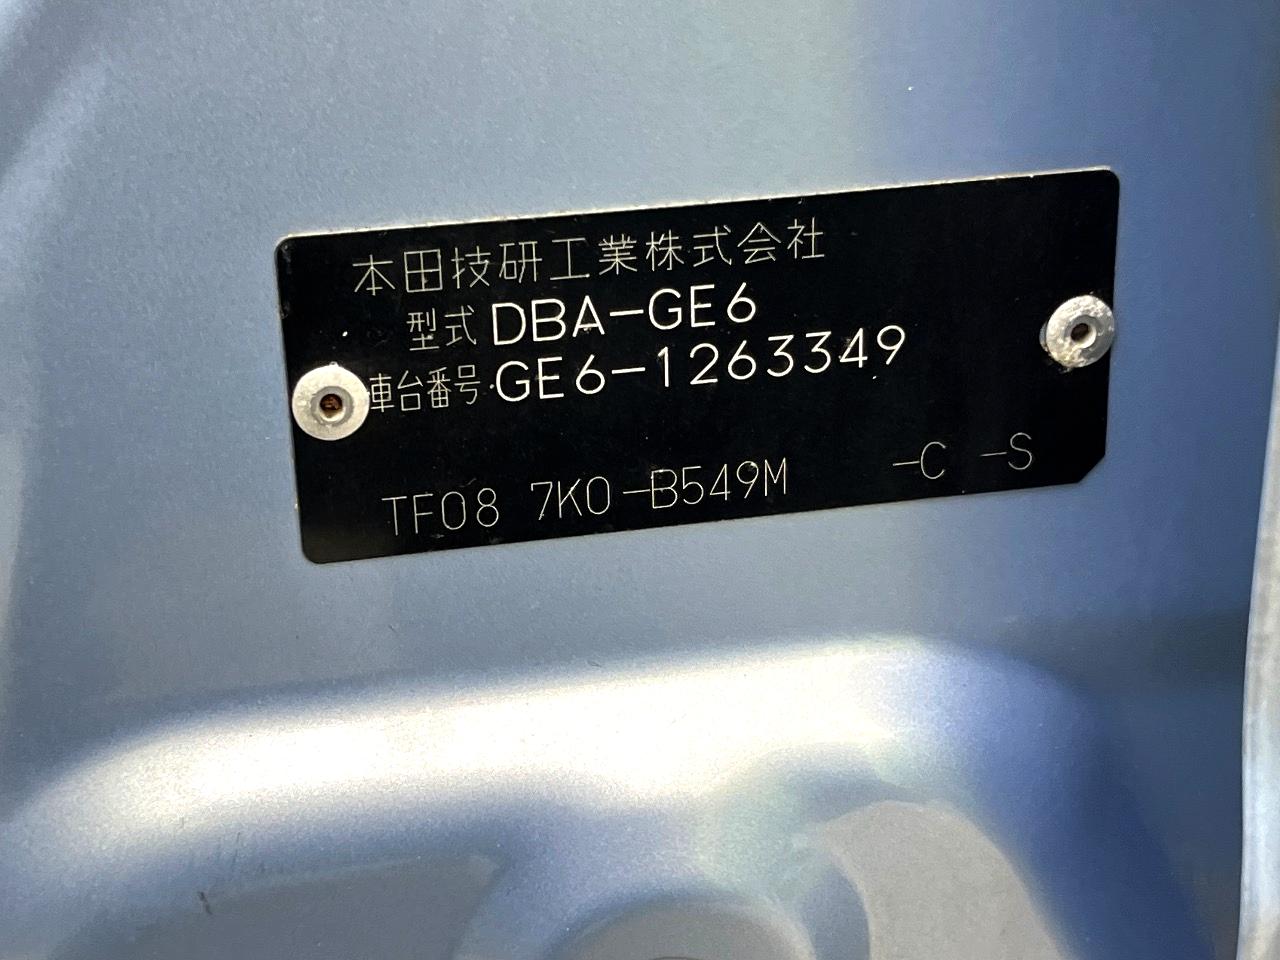 本田技研工業株式会社
型式 DBA-GE6
車台番号 GE6-1263349
TF08 7K0-B549M -C -S